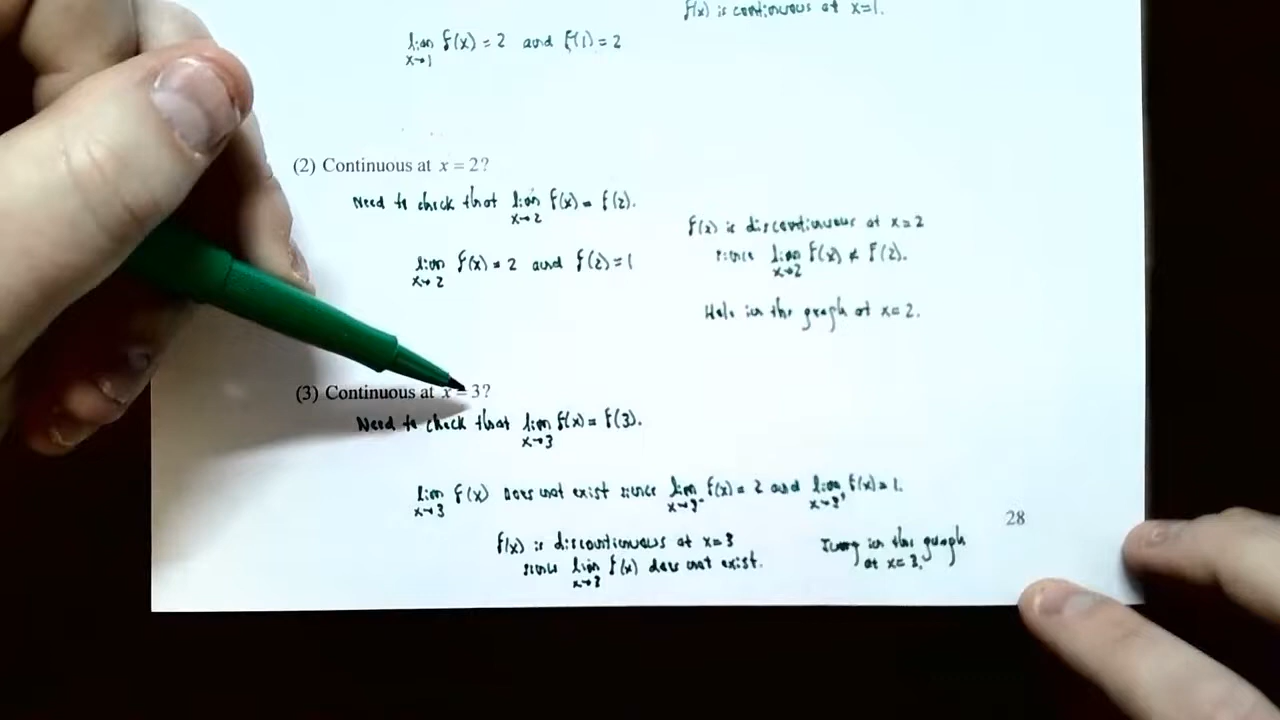 f(x) is continuous at x=1.
lim x→1 f(x) = 2 and f(1) = 2
(2) Continuous at x = 2?
Need to check that lim x→2 f(x) = f(2).
f(x) is discontinuous at x=2
since lim x→2 f(x) ≠ f(2).
lim x→2 f(x) = 2 and f(2) = 1
Hole in the graph at x=2.
(3) Continuous at x = 3?
Need to check that lim x→3 f(x) = f(3).
lim x→3 f(x) does not exist since lim x→3⁻ f(x) = 2 and lim x→3⁺ f(x) = 1.
28
f(x) is discontinuous at x=3
since lim x→3 f(x) does not exist.
Jump in the graph
at x=3.